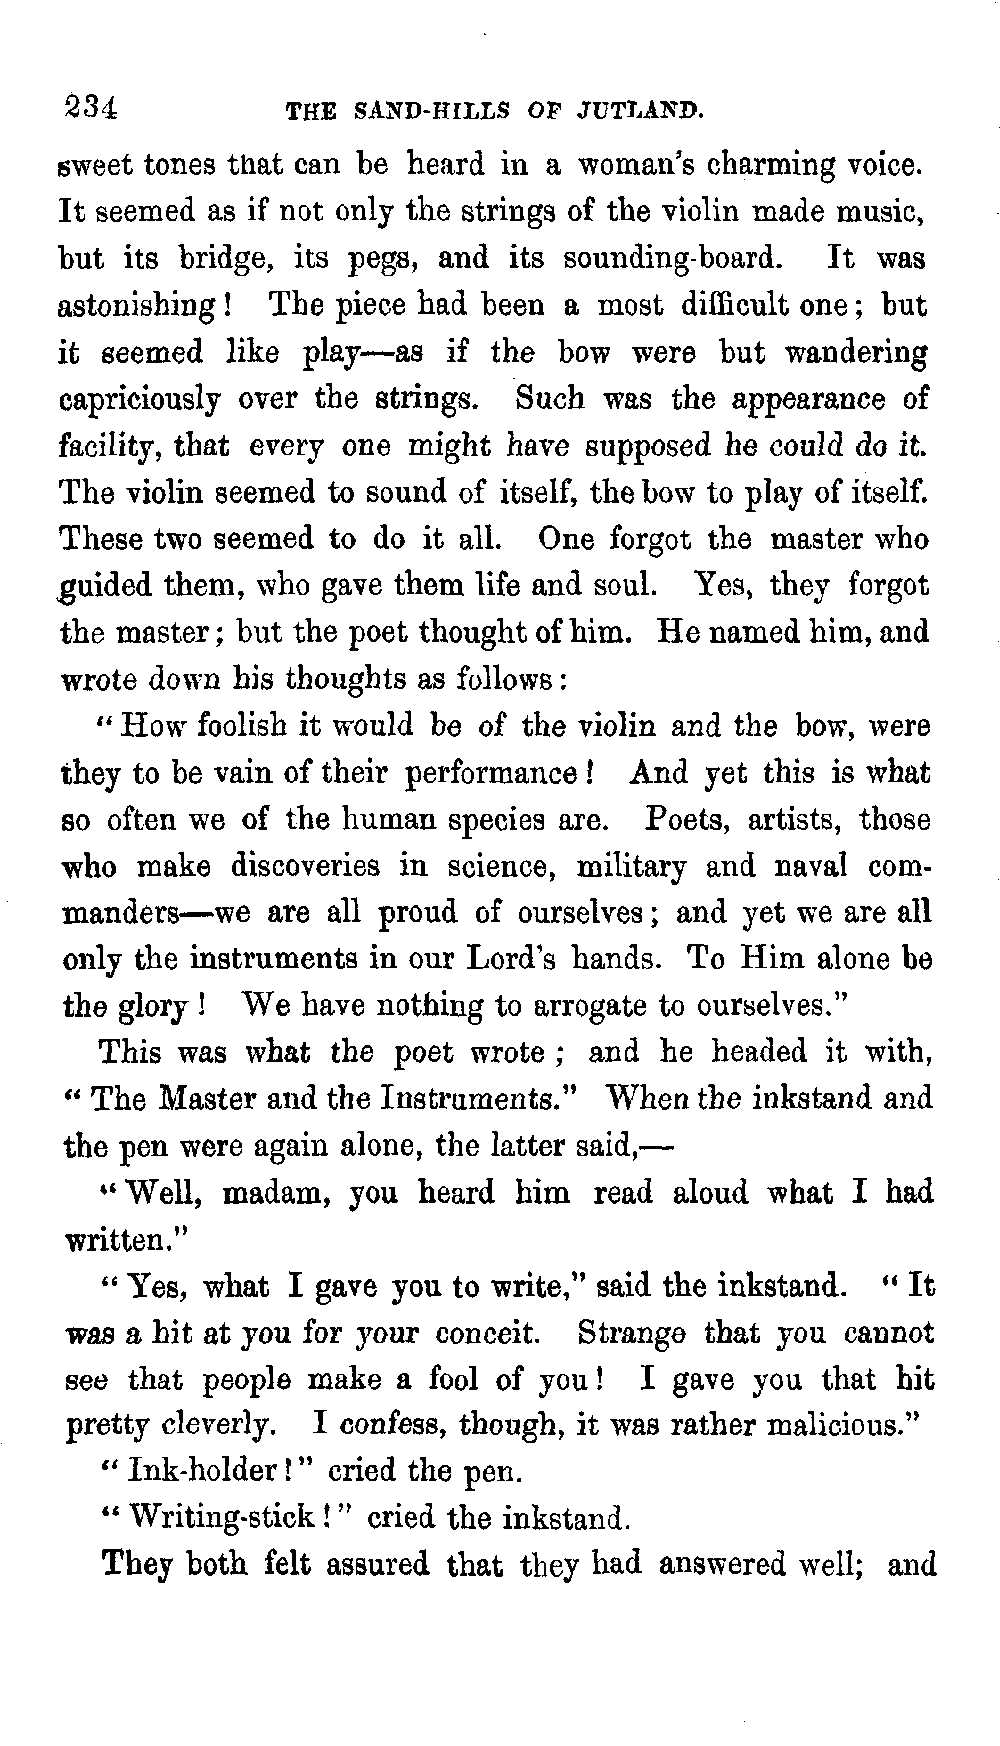 234 THE SAND-HILLS OF JUTLAND.
sweet tones that can be heard in a woman's charming voice.
It seemed as if not only the strings of the violin made music,
but its bridge, its pegs, and its sounding-board. It was
astonishing! The piece had been a most difficult one; but
it seemed like play—as if the bow were but wandering
capriciously over the strings. Such was the appearance of
facility, that every one might have supposed he could do it.
The violin seemed to sound of itself, the bow to play of itself.
These two seemed to do it all. One forgot the master who
guided them, who gave them life and soul. Yes, they forgot
the master; but the poet thought of him. He named him, and
wrote down his thoughts as follows:
"How foolish it would be of the violin and the bow, were
they to be vain of their performance! And yet this is what
so often we of the human species are. Poets, artists, those
who make discoveries in science, military and naval com-
manders—we are all proud of ourselves; and yet we are all
only the instruments in our Lord's hands. To Him alone be
the glory! We have nothing to arrogate to ourselves."
This was what the poet wrote; and he headed it with,
"The Master and the Instruments." When the inkstand and
the pen were again alone, the latter said,—
"Well, madam, you heard him read aloud what I had
written."
"Yes, what I gave you to write," said the inkstand. "It
was a hit at you for your conceit. Strange that you cannot
see that people make a fool of you! I gave you that hit
pretty cleverly. I confess, though, it was rather malicious."
"Ink-holder!" cried the pen.
"Writing-stick!" cried the inkstand.
They both felt assured that they had answered well; and